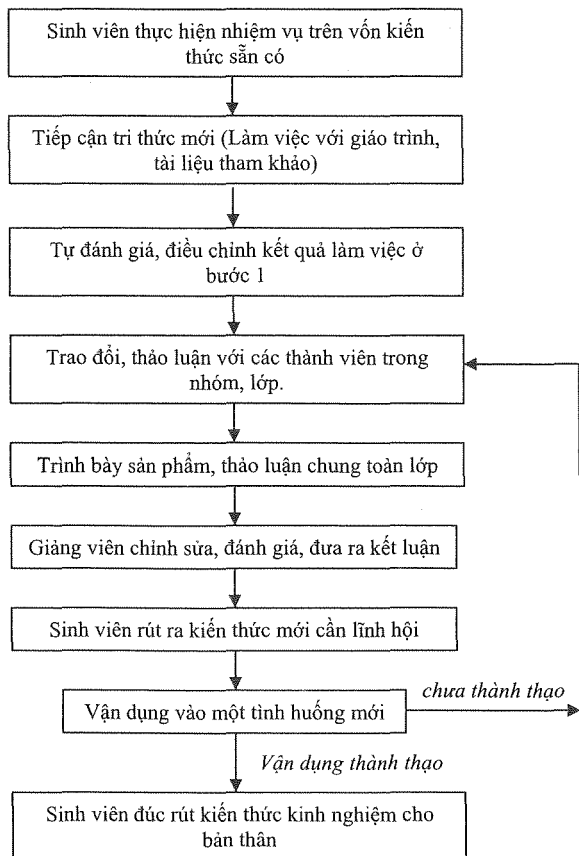 Sinh viên thực hiện nhiệm vụ trên vốn kiến
thức sẵn có
Tiếp cận tri thức mới (Làm việc với giáo trình,
tài liệu tham khảo)
Tự đánh giá, điều chỉnh kết quả làm việc ở
bước 1
Trao đổi, thảo luận với các thành viên trong
nhóm, lớp.
Trình bày sản phẩm, thảo luận chung toàn lớp
Giảng viên chỉnh sửa, đánh giá, đưa ra kết luận
Sinh viên rút ra kiến thức mới cần lĩnh hội
chưa thành thạo
Vận dụng vào một tình huống mới
Vận dụng thành thạo
Sinh viên đúc rút kiến thức kinh nghiệm cho
bản thân